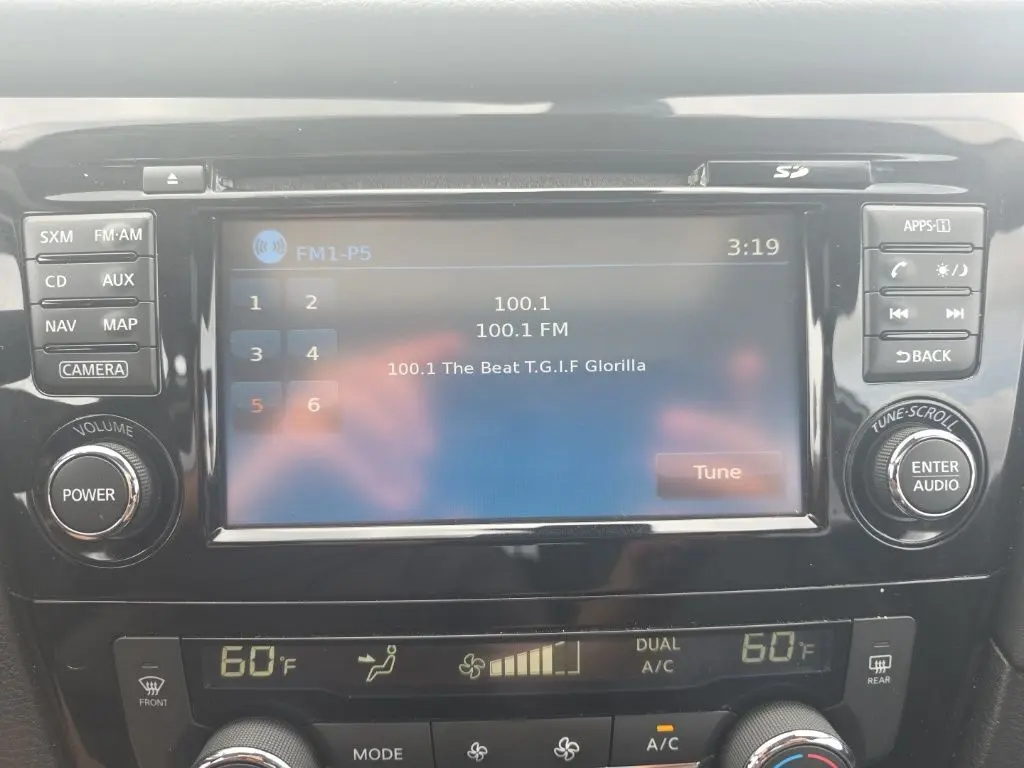 SD
SXM FM·AM
CD AUX
NAV MAP
CAMERA
VOLUME
POWER
FM1-P5
3:19
1 2
3 4
5 6
100.1
100.1 FM
100.1 The Beat T.G.I.F Glorilla
Tune
APPS·i
BACK
TUNE·SCROLL
ENTER
AUDIO
FRONT
60°F
DUAL
A/C
60°F
REAR
MODE
A/C